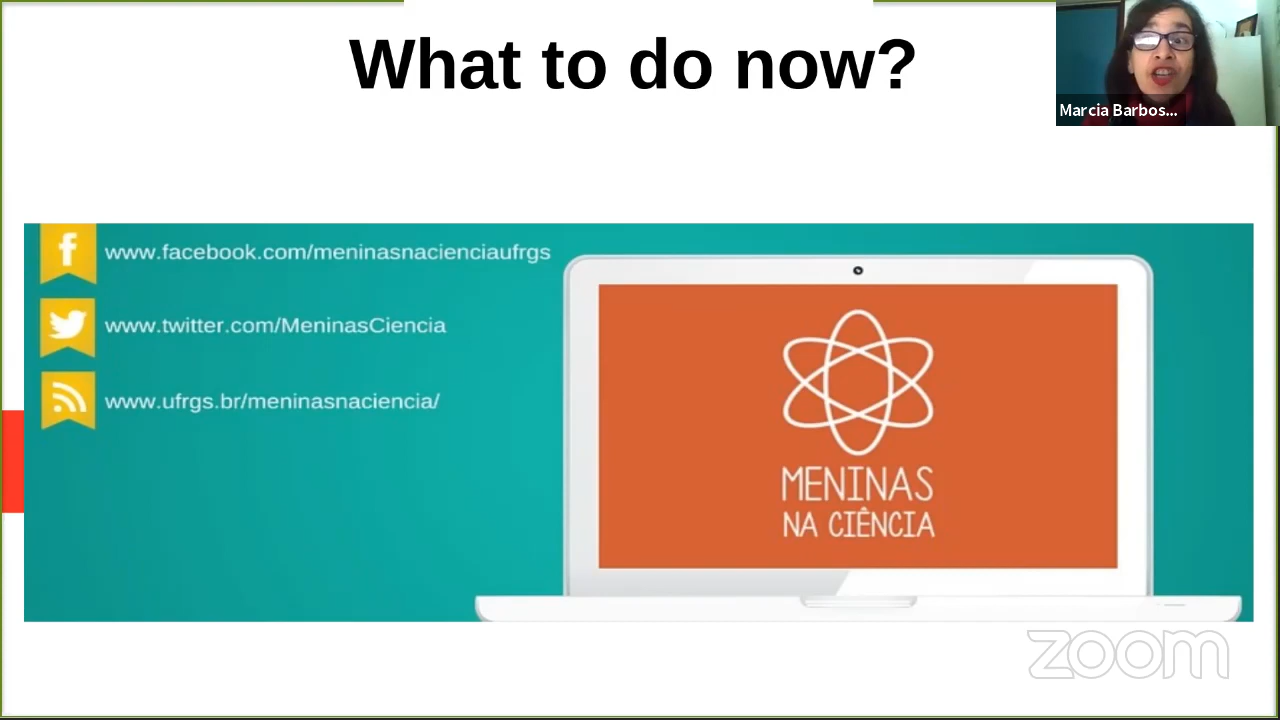 What to do now?
Marcia Barbos...
www.facebook.com/meninasnacienciaufrgs
www.twitter.com/MeninasCiencia
www.ufrgs.br/meninasnaciencia/
MENINAS
NA CIÊNCIA
zoom